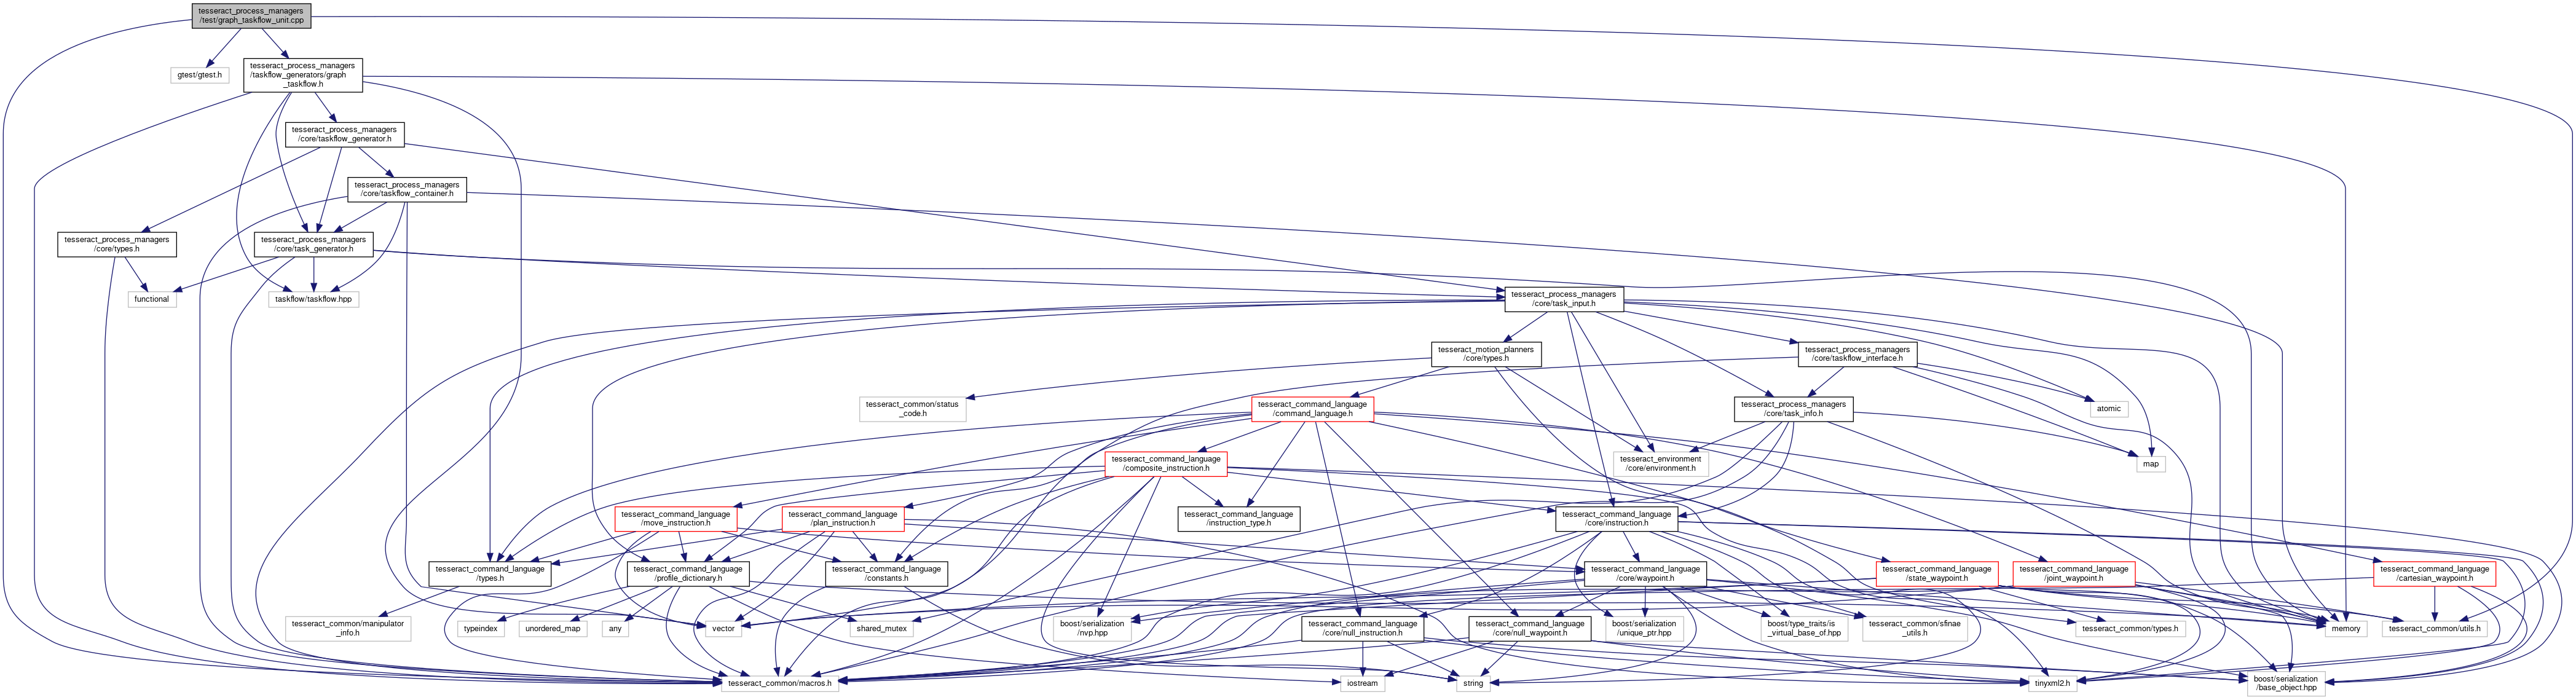 tesseract_process_managers
/test/graph_taskflow_unit.cpp
gtest/gtest.h
tesseract_process_managers
/taskflow_generators/graph
_taskflow.h
tesseract_process_managers
/core/taskflow_generator.h
tesseract_process_managers
/core/taskflow_container.h
tesseract_process_managers
/core/types.h
tesseract_process_managers
/core/task_generator.h
functional
taskflow/taskflow.hpp
tesseract_process_managers
/core/task_input.h
tesseract_motion_planners
/core/types.h
tesseract_process_managers
/core/taskflow_interface.h
tesseract_common/status
_code.h
tesseract_command_language
/command_language.h
tesseract_process_managers
/core/task_info.h
atomic
tesseract_command_language
/composite_instruction.h
tesseract_environment
/core/environment.h
map
tesseract_command_language
/move_instruction.h
tesseract_command_language
/plan_instruction.h
tesseract_command_language
/instruction_type.h
tesseract_command_language
/core/instruction.h
tesseract_command_language
/types.h
tesseract_command_language
/profile_dictionary.h
tesseract_command_language
/constants.h
tesseract_command_language
/core/waypoint.h
tesseract_command_language
/state_waypoint.h
tesseract_command_language
/joint_waypoint.h
tesseract_command_language
/cartesian_waypoint.h
tesseract_common/manipulator
_info.h
typeindex
unordered_map
any
vector
shared_mutex
boost/serialization
/nvp.hpp
tesseract_command_language
/core/null_instruction.h
tesseract_command_language
/core/null_waypoint.h
boost/serialization
/unique_ptr.hpp
boost/type_traits/is
_virtual_base_of.hpp
tesseract_common/sfinae
_utils.h
tesseract_common/types.h
memory
tesseract_common/utils.h
tesseract_common/macros.h
iostream
string
tinyxml2.h
boost/serialization
/base_object.hpp